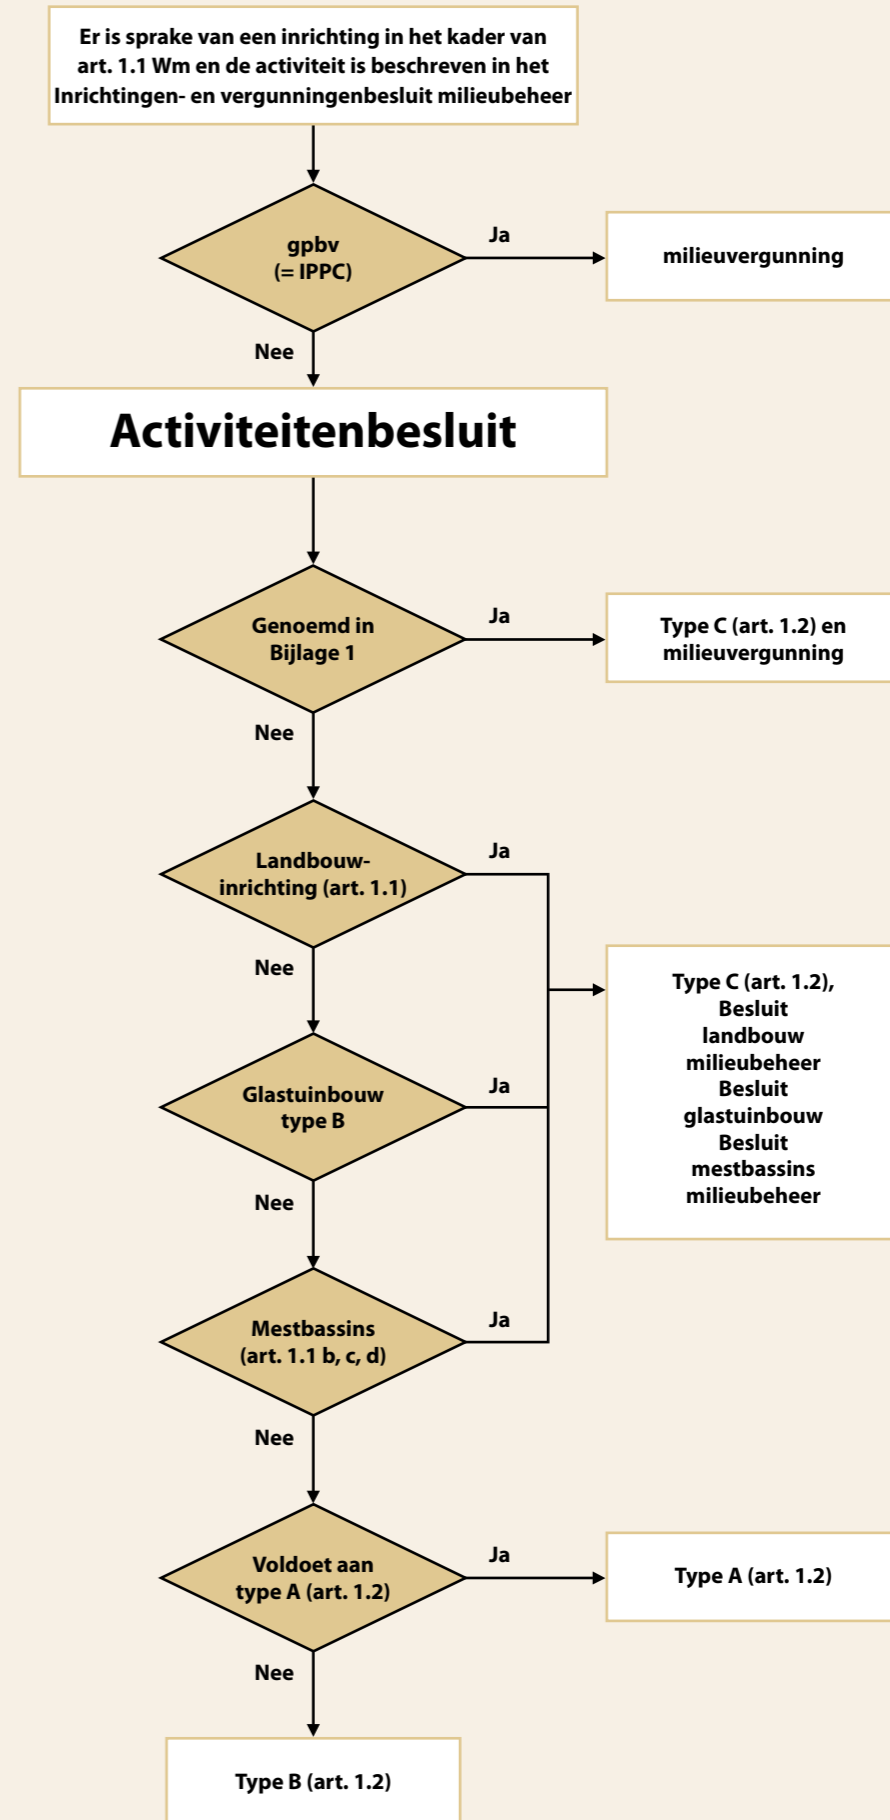 Er is sprake van een inrichting in het kader van
art. 1.1 Wm en de activiteit is beschreven in het
Inrichtingen- en vergunningenbesluit milieubeheer
gpbv
(= IPPC)
Ja
milieuvergunning
Nee
Activiteitenbesluit
Genoemd in
Bijlage 1
Ja
Type C (art. 1.2) en
milieuvergunning
Nee
Landbouw-
inrichting (art. 1.1)
Ja
Nee
Type C (art. 1.2),
Besluit
landbouw
milieubeheer
Besluit
glastuinbouw
Besluit
mestbassins
milieubeheer
Glastuinbouw
type B
Ja
Nee
Mestbassins
(art. 1.1 b, c, d)
Ja
Nee
Voldoet aan
type A (art. 1.2)
Ja
Type A (art. 1.2)
Nee
Type B (art. 1.2)